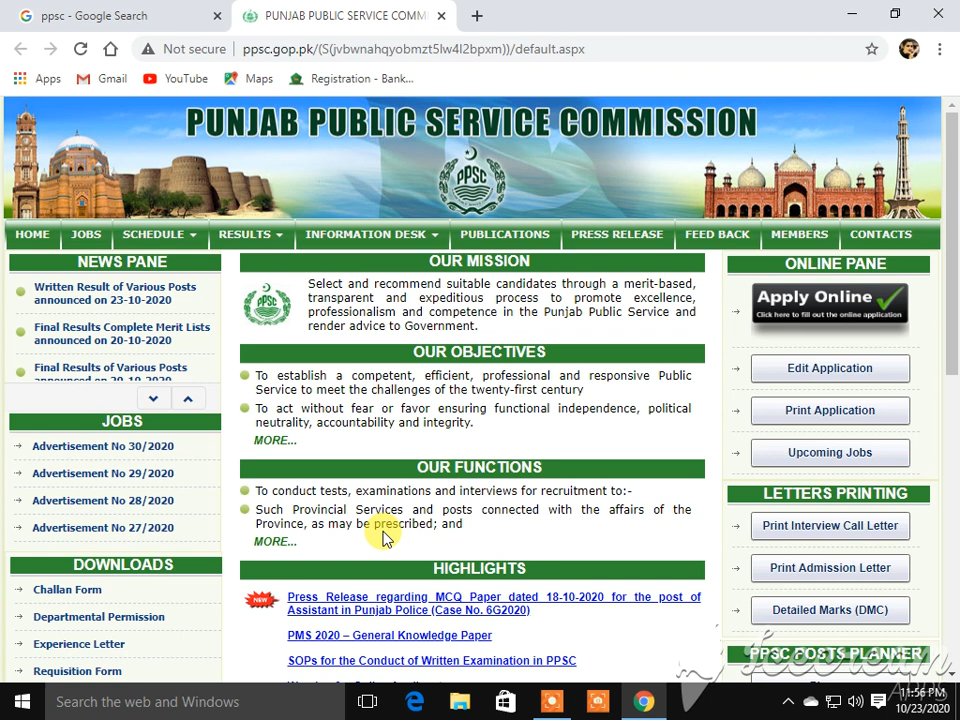 ppsc - Google Search
PUNJAB PUBLIC SERVICE COMMI
Not secure
ppsc.gop.pk/(S(jvbwnahqyobmzt5lw4l2bpxm))/default.aspx
Apps
Gmail
YouTube
Maps
Registration - Bank...
PUNJAB PUBLIC SERVICE COMMISSION
PPSC
HOME
JOBS
SCHEDULE
RESULTS
INFORMATION DESK
PUBLICATIONS
PRESS RELEASE
FEED BACK
MEMBERS
CONTACTS
NEWS PANE
Written Result of Various Posts
announced on 23-10-2020
Final Results Complete Merit Lists
announced on 20-10-2020
Final Results of Various Posts
announced on 20-10-2020
JOBS
Advertisement No 30/2020
Advertisement No 29/2020
Advertisement No 28/2020
Advertisement No 27/2020
DOWNLOADS
Challan Form
Departmental Permission
Experience Letter
Requisition Form
OUR MISSION
PPSC
Select and recommend suitable candidates through a merit-based,
transparent and expeditious process to promote excellence,
professionalism and competence in the Punjab Public Service and
render advice to Government.
OUR OBJECTIVES
To establish a competent, efficient, professional and responsive Public
Service to meet the challenges of the twenty-first century
To act without fear or favor ensuring functional independence, political
neutrality, accountability and integrity.
MORE...
OUR FUNCTIONS
To conduct tests, examinations and interviews for recruitment to:-
Such Provincial Services and posts connected with the affairs of the
Province, as may be prescribed; and
MORE...
HIGHLIGHTS
NEW
Press Release regarding MCQ Paper dated 18-10-2020 for the post of
Assistant in Punjab Police (Case No. 6G2020)
PMS 2020 – General Knowledge Paper
SOPs for the Conduct of Written Examination in PPSC
ONLINE PANE
Apply Online
Click here to fill out the online application
Edit Application
Print Application
Upcoming Jobs
LETTERS PRINTING
Print Interview Call Letter
Print Admission Letter
Detailed Marks (DMC)
PPSC POSTS PLANNER
Search the web and Windows
11:56 PM
10/23/2020